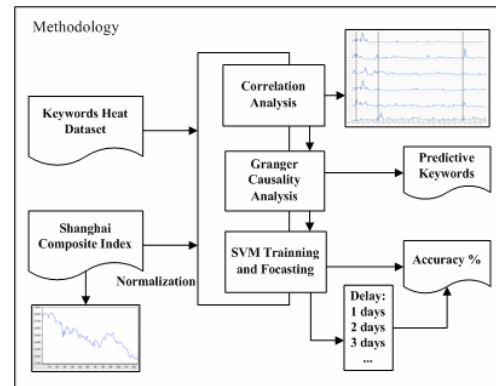 Methodology
Keywords Heat
Dataset
Shanghai
Composite Index
Normalization
Correlation
Analysis
Granger
Causality
Analysis
SVM Trainning
and Focasting
Predictive
Keywords
Accuracy %
Delay:
1 days
2 days
3 days
...